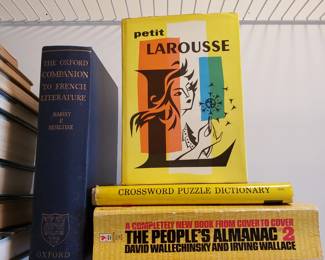 THE OXFORD
COMPANION
TO FRENCH
LITERATURE
HARVEY
&
HESELTINE
OXFORD
petit
LAROUSSE
L
CROSSWORD PUZZLE DICTIONARY
A COMPLETELY NEW BOOK FROM COVER TO COVER
THE PEOPLE'S ALMANAC 2
DAVID WALLECHINSKY AND IRVING WALLACE